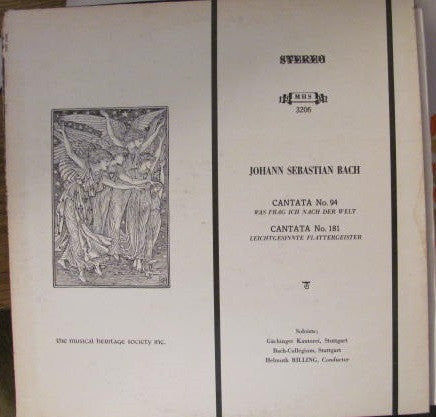 STEREO
MHS
3206
JOHANN SEBASTIAN BACH
CANTATA No. 94
WAS FRAG ICH NACH DER WELT
CANTATA No. 181
LEICHTGESINNTE FLATTERGEISTER
the musical heritage society inc.
Soloists;
Gächinger Kantorei, Stuttgart
Bach-Collegium, Stuttgart
Helmuth RILLING, Conductor